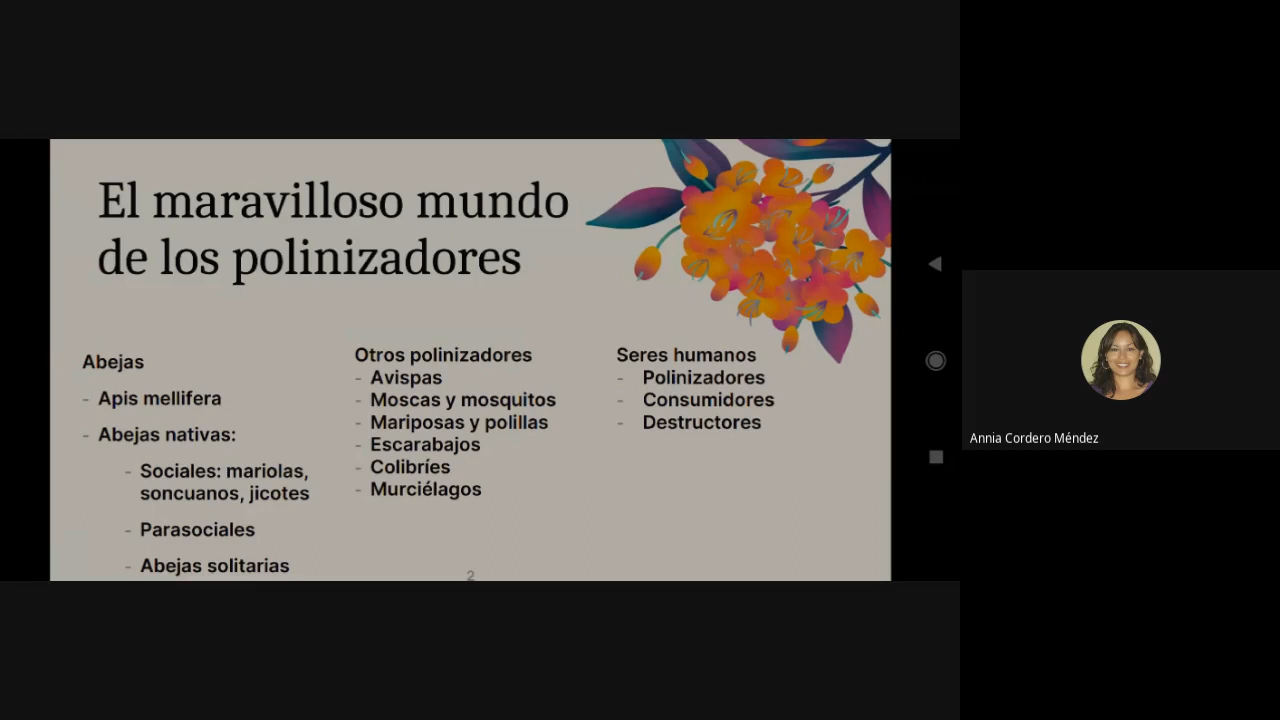 El maravilloso mundo
de los polinizadores
Abejas
- Apis mellifera
- Abejas nativas:
- Sociales: mariolas,
soncuanos, jicotes
- Parasociales
- Abejas solitarias
Otros polinizadores
- Avispas
- Moscas y mosquitos
- Mariposas y polillas
- Escarabajos
- Colibríes
- Murciélagos
Seres humanos
- Polinizadores
- Consumidores
- Destructores
2
Annia Cordero Méndez